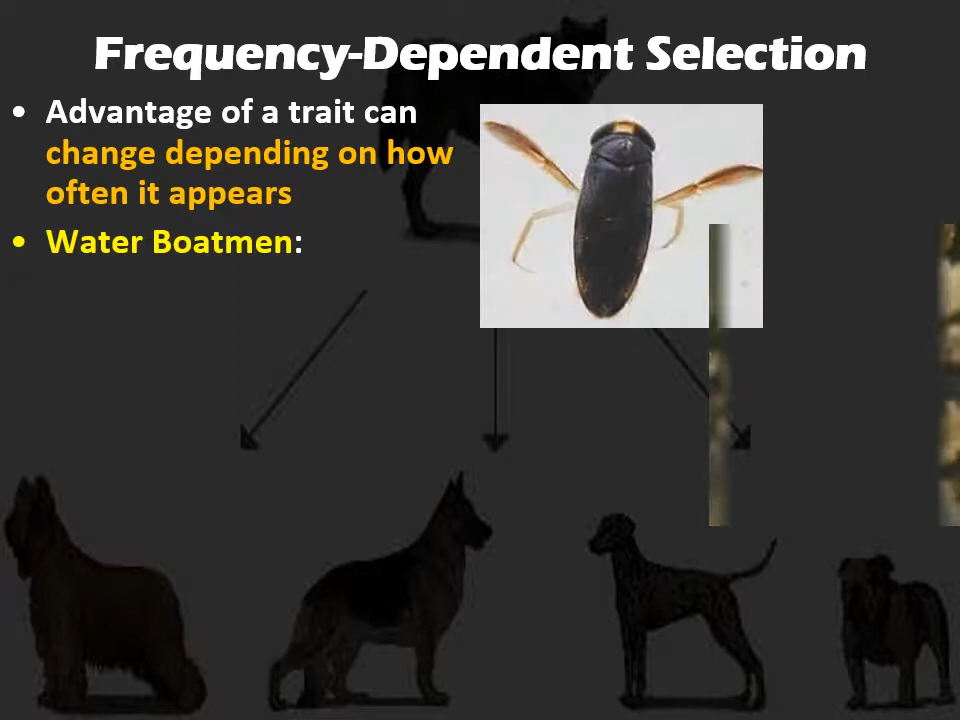 Frequency-Dependent Selection
• Advantage of a trait can
change depending on how
often it appears
• Water Boatmen: